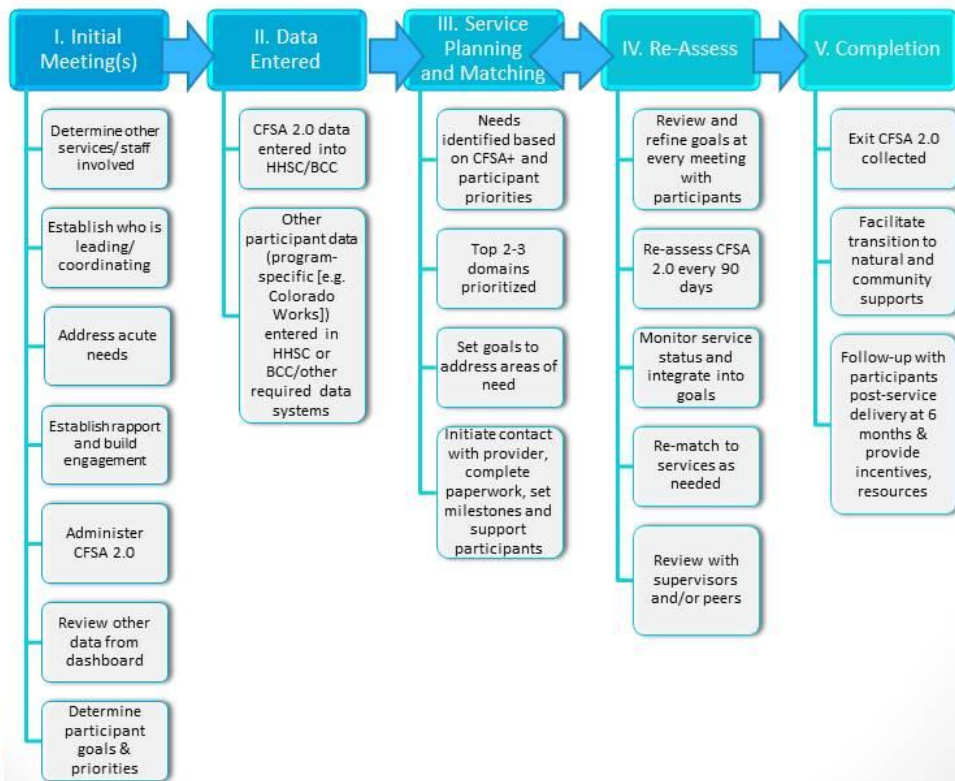 I. Initial
Meeting(s)
Determine other
services/ staff
involved
Establish who is
leading/
coordinating
Address acute
needs
Establish rapport
and build
engagement
Administer
CFSA 2.0
Review other
data from
dashboard
Determine
participant
goals &
priorities
II. Data
Entered
CFSA 2.0 data
entered into
HHSC/BCC
Other
participant data
(program-
specific [e.g.
Colorado
Works])
entered in
HHSC or
BCC/other
required data
systems
III. Service
Planning
and Matching
Needs
identified based
on CFSA+ and
participant
priorities
Top 2-3
domains
prioritized
Set goals to
address areas of
need
Initiate contact
with provider,
complete
paperwork, set
milestones and
support
participants
IV. Re-Assess
Review and
refine goals at
every meeting
with
participants
Re-assess CFSA
2.0 every 90
days
Monitor service
status and
integrate into
goals
Re-match to
services as
needed
Review with
supervisors
and/or peers
V. Completion
Exit CFSA 2.0
collected
Facilitate
transition to
natural and
community
supports
Follow-up with
participants
post-service
delivery at 6
months &
provide
incentives,
resources